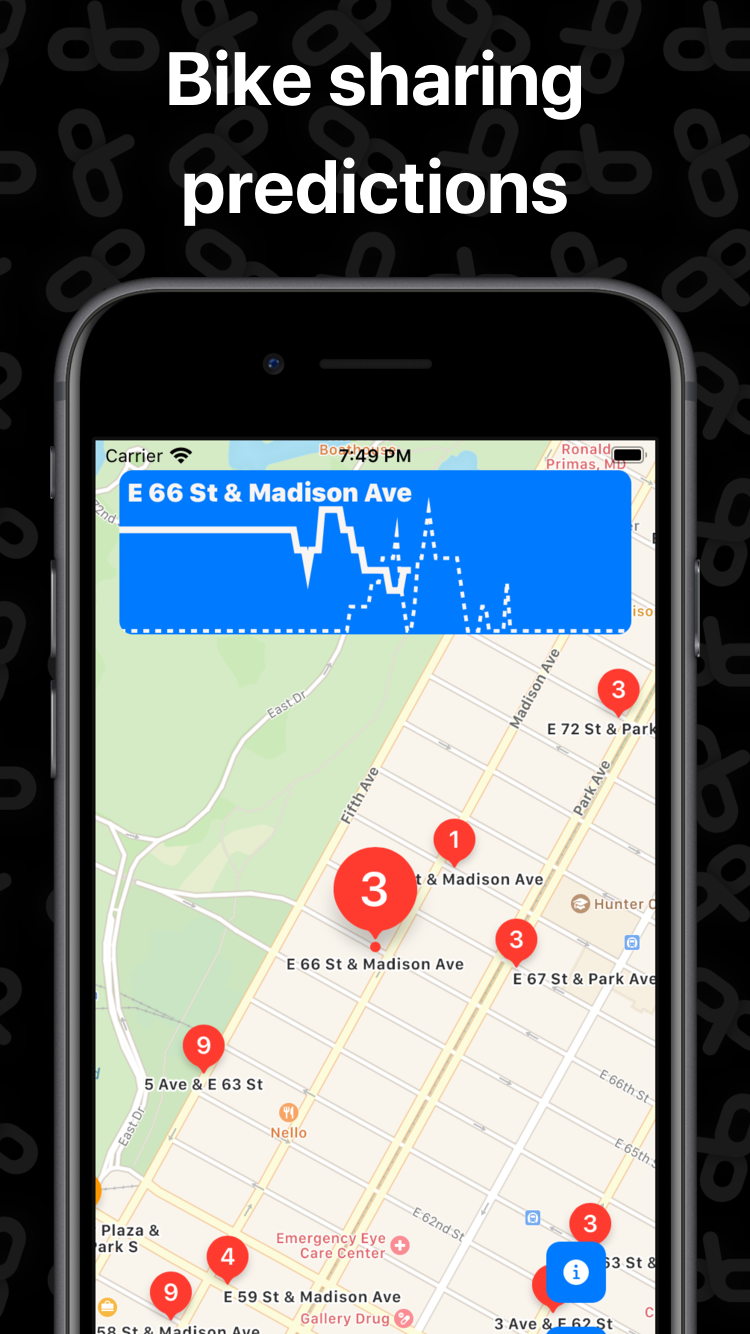 Bike sharing
predictions
Carrier
7:49 PM
Boathouse
Ronald
Primas, MD
E 66 St & Madison Ave
72nd
Madison Ave
3
E 72 St & Park
East Dr
Fifth Ave
Park Ave
1
t & Madison Ave
3
Hunter C
E 66 St & Madison Ave
3
E 67 St & Park Ave
9
5 Ave & E 63 St
East Dr
E 66th St
Nello
E 65th St
E 62nd St
Plaza &
ark S
3
Emergency Eye
Care Center
4
63 St &
i
9
E 59 St & Madison Ave
Gallery Drug
3 Ave & E 62 St
58 St & Madison Ave